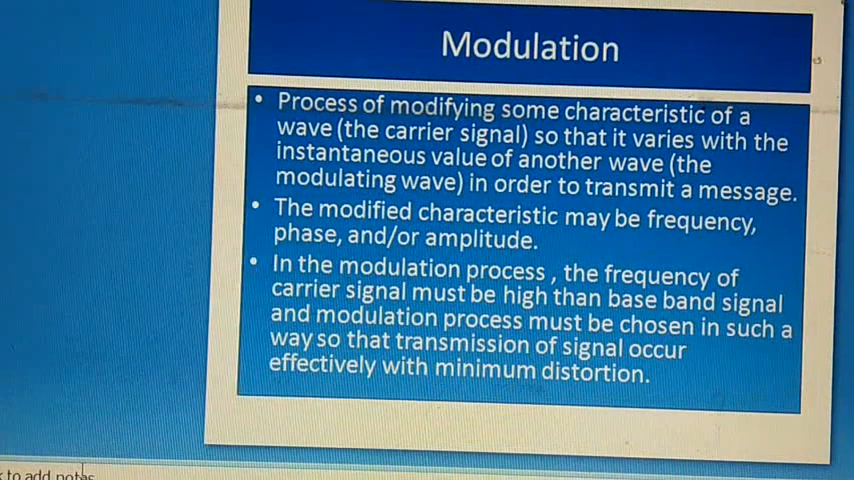 Modulation
• Process of modifying some characteristic of a
wave (the carrier signal) so that it varies with the
instantaneous value of another wave (the
modulating wave) in order to transmit a message.
• The modified characteristic may be frequency,
phase, and/or amplitude.
• In the modulation process , the frequency of
carrier signal must be high than base band signal
and modulation process must be chosen in such a
way so that transmission of signal occur
effectively with minimum distortion.
to add notes